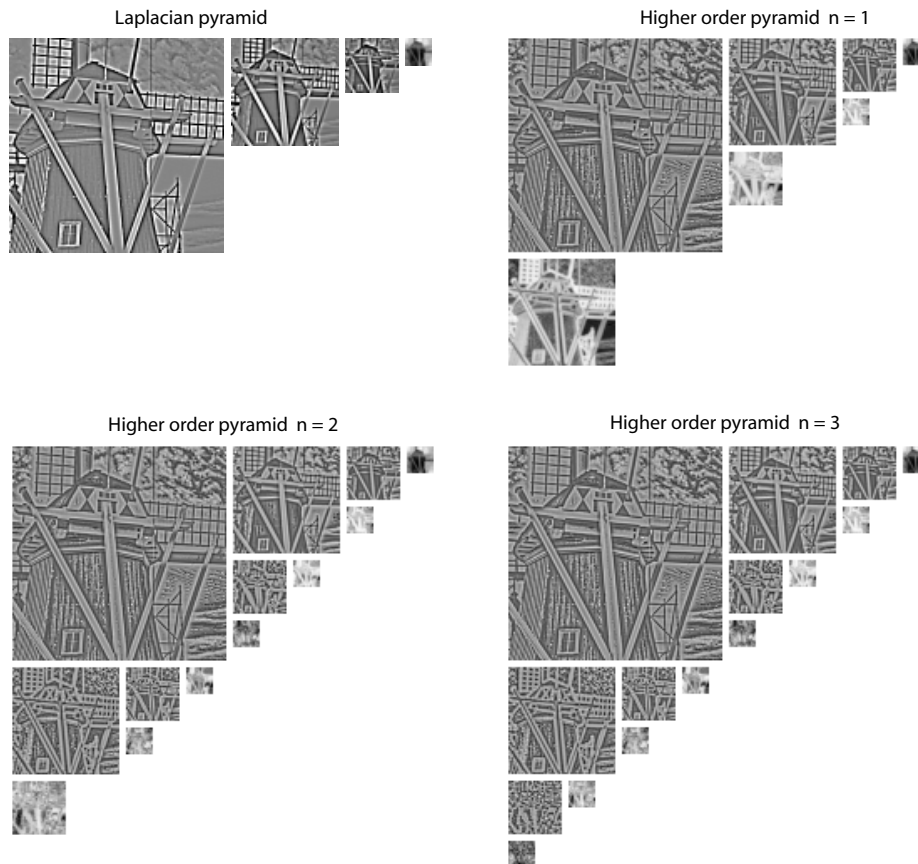 Laplacian pyramid
Higher order pyramid n = 1
Higher order pyramid n = 2
Higher order pyramid n = 3